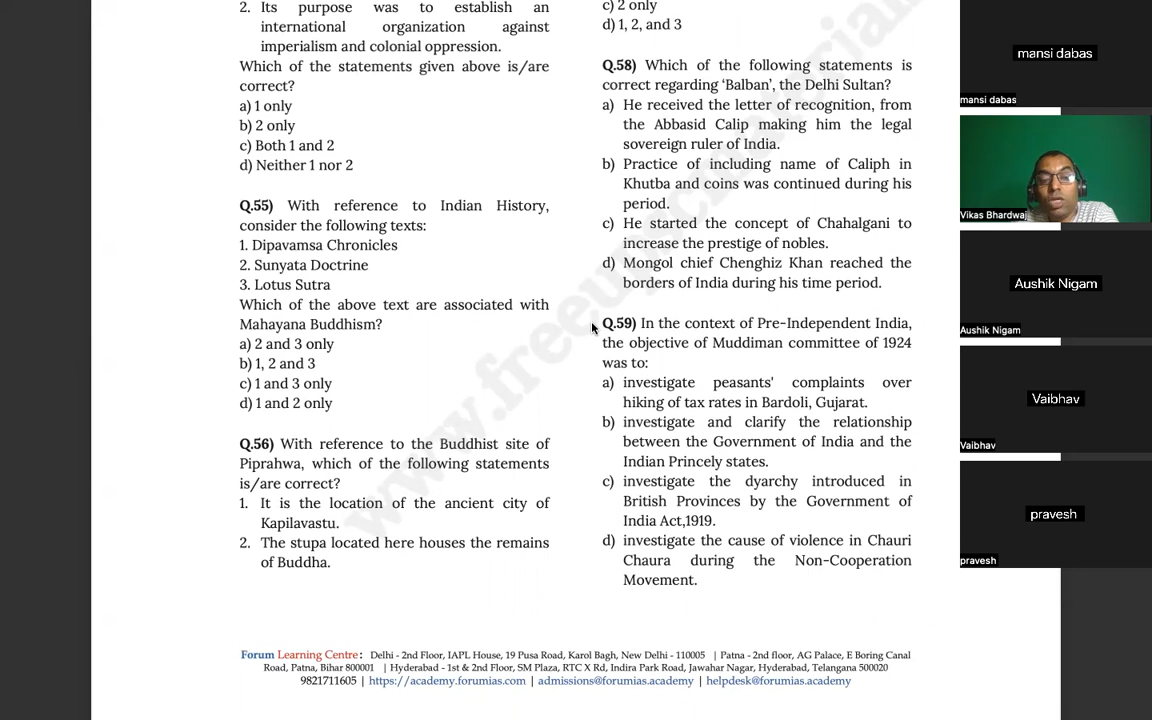 2. Its purpose was to establish an
international organization against
imperialism and colonial oppression.
Which of the statements given above is/are
correct?
a) 1 only
b) 2 only
c) Both 1 and 2
d) Neither 1 nor 2
Q.55) With reference to Indian History,
consider the following texts:
1. Dipavamsa Chronicles
2. Sunyata Doctrine
3. Lotus Sutra
Which of the above text are associated with
Mahayana Buddhism?
a) 2 and 3 only
b) 1, 2 and 3
c) 1 and 3 only
d) 1 and 2 only
Q.56) With reference to the Buddhist site of
Piprahwa, which of the following statements
is/are correct?
1. It is the location of the ancient city of
Kapilavastu.
2. The stupa located here houses the remains
of Buddha.
c) 2 only
d) 1, 2, and 3
Q.58) Which of the following statements is
correct regarding ‘Balban’, the Delhi Sultan?
a) He received the letter of recognition, from
the Abbasid Calip making him the legal
sovereign ruler of India.
b) Practice of including name of Caliph in
Khutba and coins was continued during his
period.
c) He started the concept of Chahalgani to
increase the prestige of nobles.
d) Mongol chief Chenghiz Khan reached the
borders of India during his time period.
Q.59) In the context of Pre-Independent India,
the objective of Muddiman committee of 1924
was to:
a) investigate peasants' complaints over
hiking of tax rates in Bardoli, Gujarat.
b) investigate and clarify the relationship
between the Government of India and the
Indian Princely states.
c) investigate the dyarchy introduced in
British Provinces by the Government of
India Act,1919.
d) investigate the cause of violence in Chauri
Chaura during the Non-Cooperation
Movement.
Forum Learning Centre: Delhi - 2nd Floor, IAPL House, 19 Pusa Road, Karol Bagh, New Delhi - 110005 | Patna - 2nd floor, AG Palace, E Boring Canal
Road, Patna, Bihar 800001 | Hyderabad - 1st & 2nd Floor, SM Plaza, RTC X Rd, Indira Park Road, Jawahar Nagar, Hyderabad, Telangana 500020
9821711605 | https://academy.forumias.com | admissions@forumias.academy | helpdesk@forumias.academy
mansi dabas
mansi dabas
Vikas Bhardwaj
Aushik Nigam
Aushik Nigam
Vaibhav
Vaibhav
pravesh
pravesh